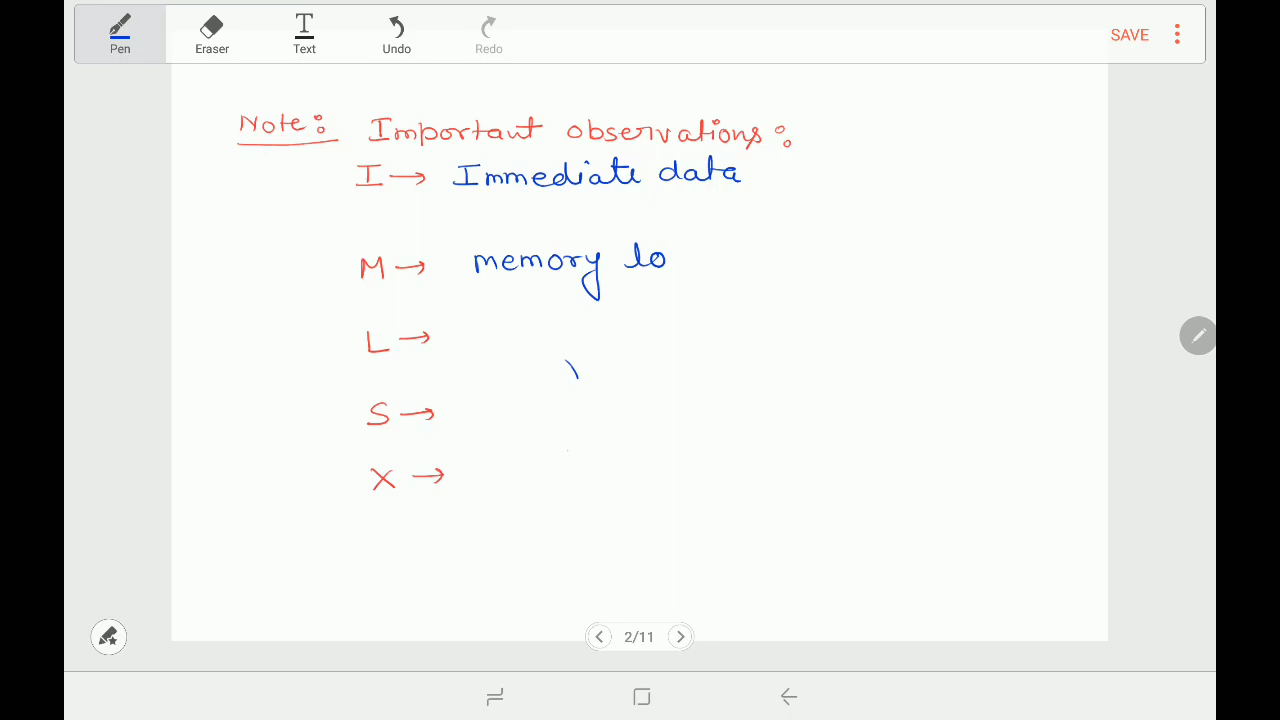 Pen Eraser Text Undo Redo SAVE
Note: Important observations:
I → Immediate data
M → memory lo
L →
S →
X →
2/11